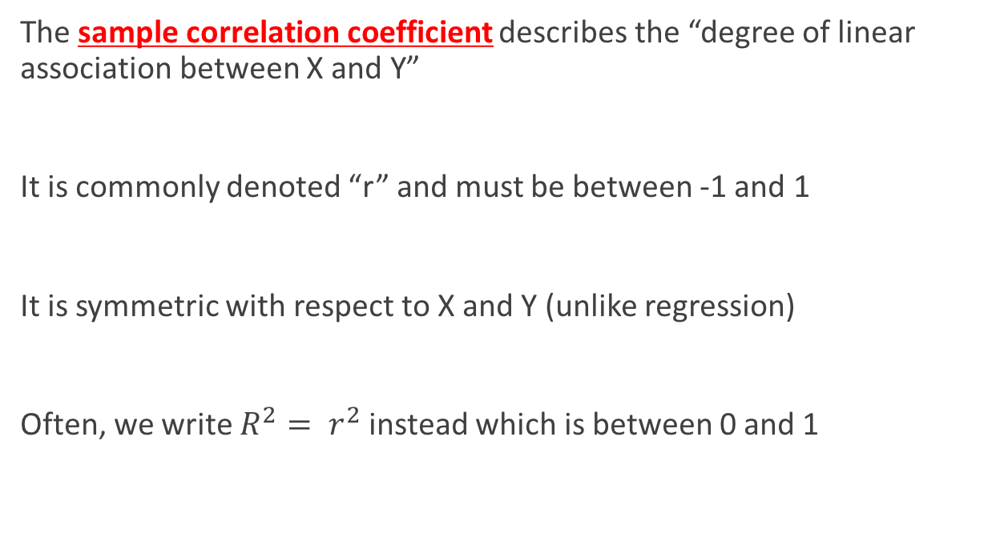 The sample correlation coefficient describes the “degree of linear
association between X and Y”
It is commonly denoted “r” and must be between -1 and 1
It is symmetric with respect to X and Y (unlike regression)
Often, we write R² = r² instead which is between 0 and 1